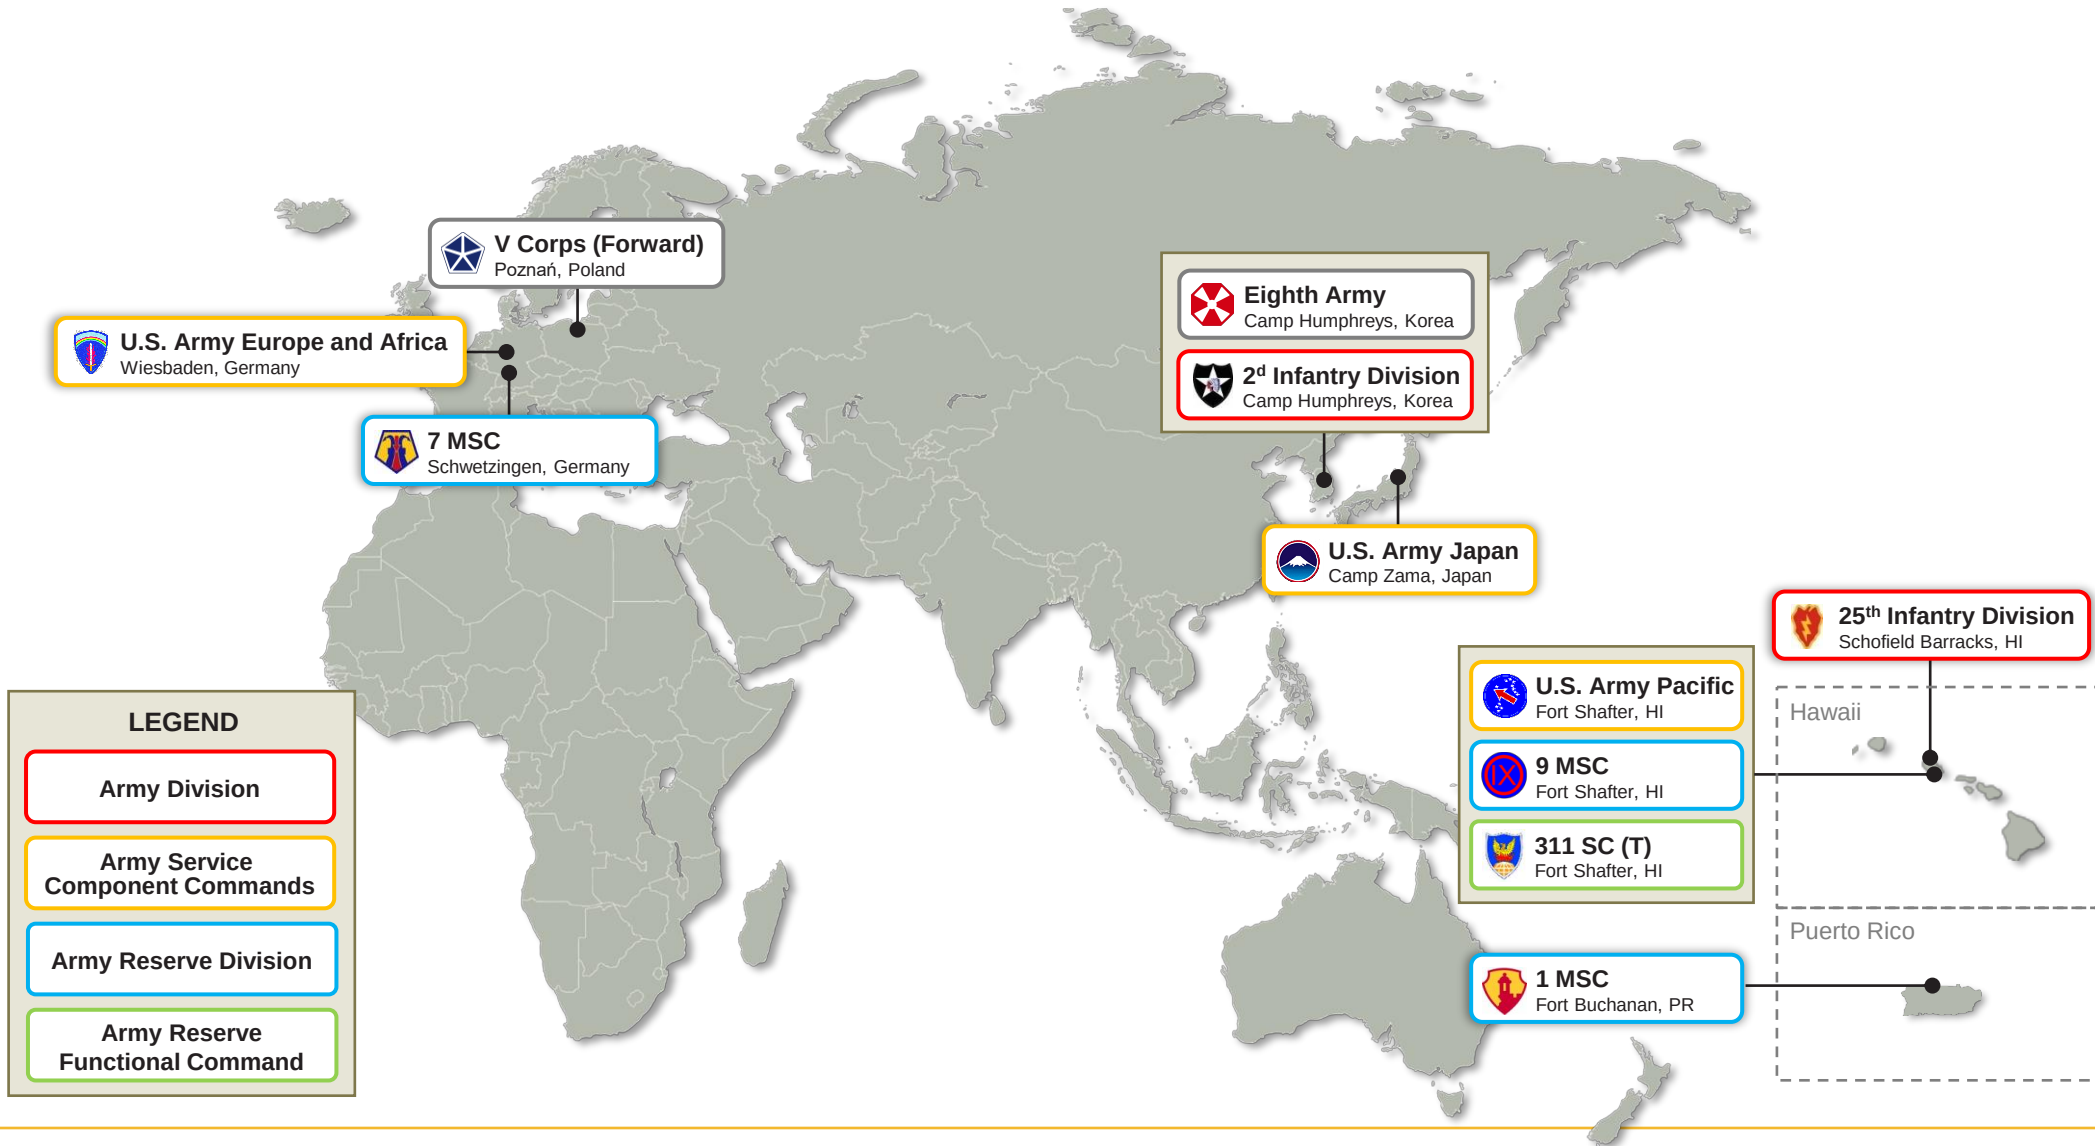 V Corps (Forward)
Poznań, Poland
U.S. Army Europe and Africa
Wiesbaden, Germany
7 MSC
Schwetzingen, Germany
Eighth Army
Camp Humphreys, Korea
2d Infantry Division
Camp Humphreys, Korea
U.S. Army Japan
Camp Zama, Japan
25th Infantry Division
Schofield Barracks, HI
U.S. Army Pacific
Fort Shafter, HI
9 MSC
Fort Shafter, HI
311 SC (T)
Fort Shafter, HI
Hawaii
Puerto Rico
1 MSC
Fort Buchanan, PR
LEGEND
Army Division
Army Service
Component Commands
Army Reserve Division
Army Reserve
Functional Command
IX